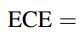 ECE =